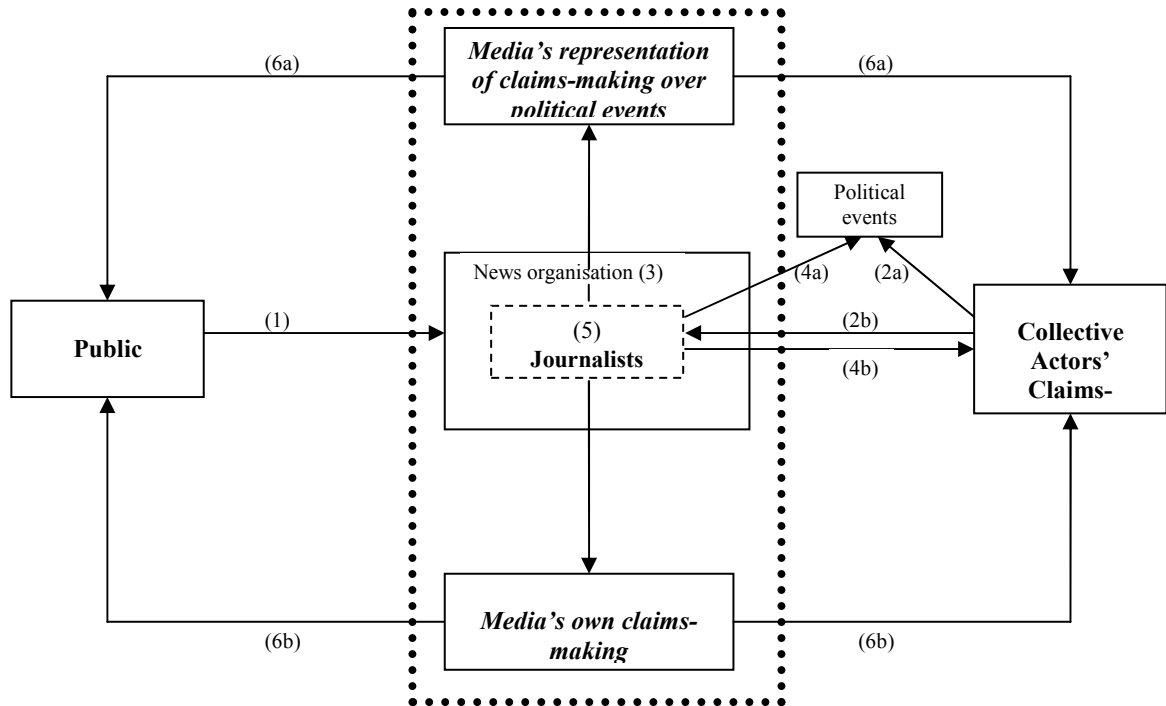 Media’s representation
of claims-making over
political events
(6a)
(6a)
Political
events
News organisation (3)
(4a)
(2a)
(1)
(2b)
Public
(5)
Journalists
(4b)
Collective
Actors’
Claims-
Media’s own claims-
making
(6b)
(6b)